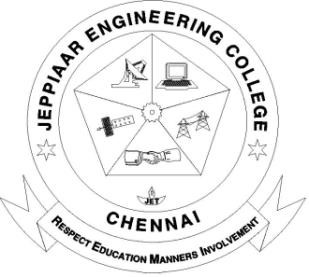 JEPPIAAR ENGINEERING COLLEGE
JET
CHENNAI
RESPECT EDUCATION MANNERS INVOLVEMENT